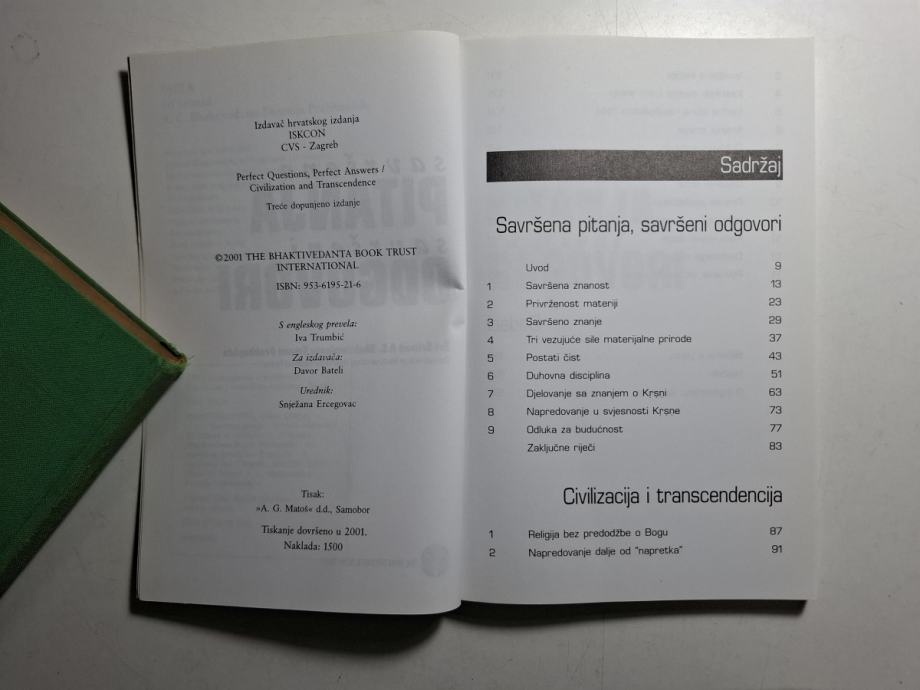 Izdavač hrvatskog izdanja
ISKCON
CVS - Zagreb
Perfect Questions, Perfect Answers /
Civilization and Transcendence
Treće dopunjeno izdanje
©2001 THE BHAKTIVEDANTA BOOK TRUST
INTERNATIONAL
ISBN: 953-6195-21-6
S engleskog prevela:
Iva Trumbić
Za izdavača:
Davor Bateli
Urednik:
Snježana Ercegovac
Tisak:
»A. G. Matoš« d.d., Samobor
Tiskanje dovršeno u 2001.
Naklada: 1500
Sadržaj
Savršena pitanja, savršeni odgovori
Uvod 9
1 Savršena znanost 13
2 Privrženost materiji 23
3 Savršeno znanje 29
4 Tri vezujuće sile materijalne prirode 37
5 Postati čist 43
6 Duhovna disciplina 51
7 Djelovanje sa znanjem o Krsni 63
8 Napredovanje u svjesnosti Krsne 73
9 Odluka za budućnost 77
Zaključne riječi 83
Civilizacija i transcendencija
1 Religija bez predodžbe o Bogu 87
2 Napredovanje dalje od "napretka" 91